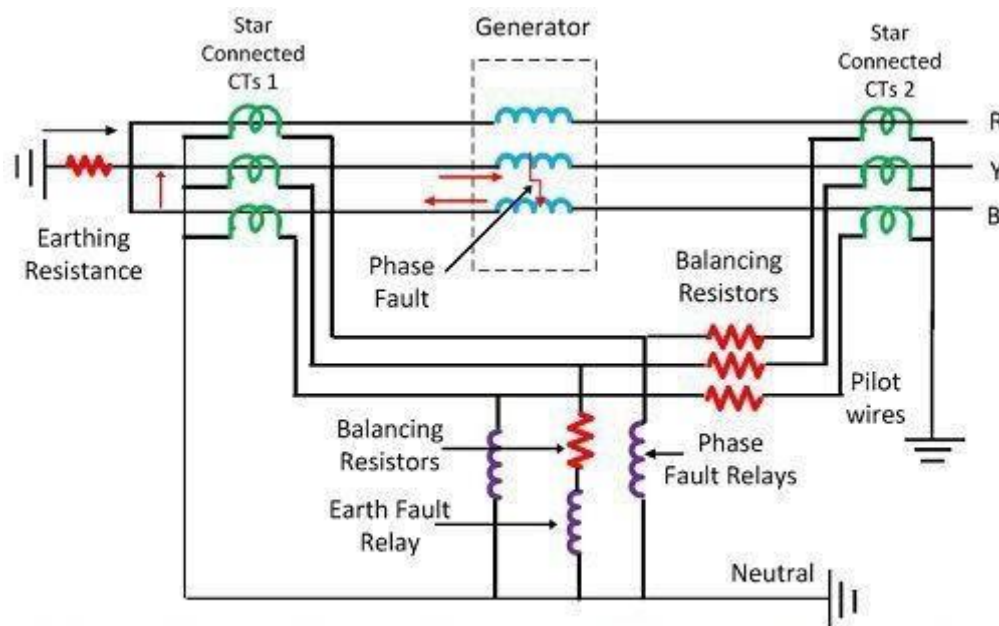 Star
Connected
CTs 1
Generator
Star
Connected
CTs 2
R
Y
B
Earthing
Resistance
Phase
Fault
Balancing
Resistors
Pilot
wires
Balancing
Resistors
Phase
Fault Relays
Earth Fault
Relay
Neutral